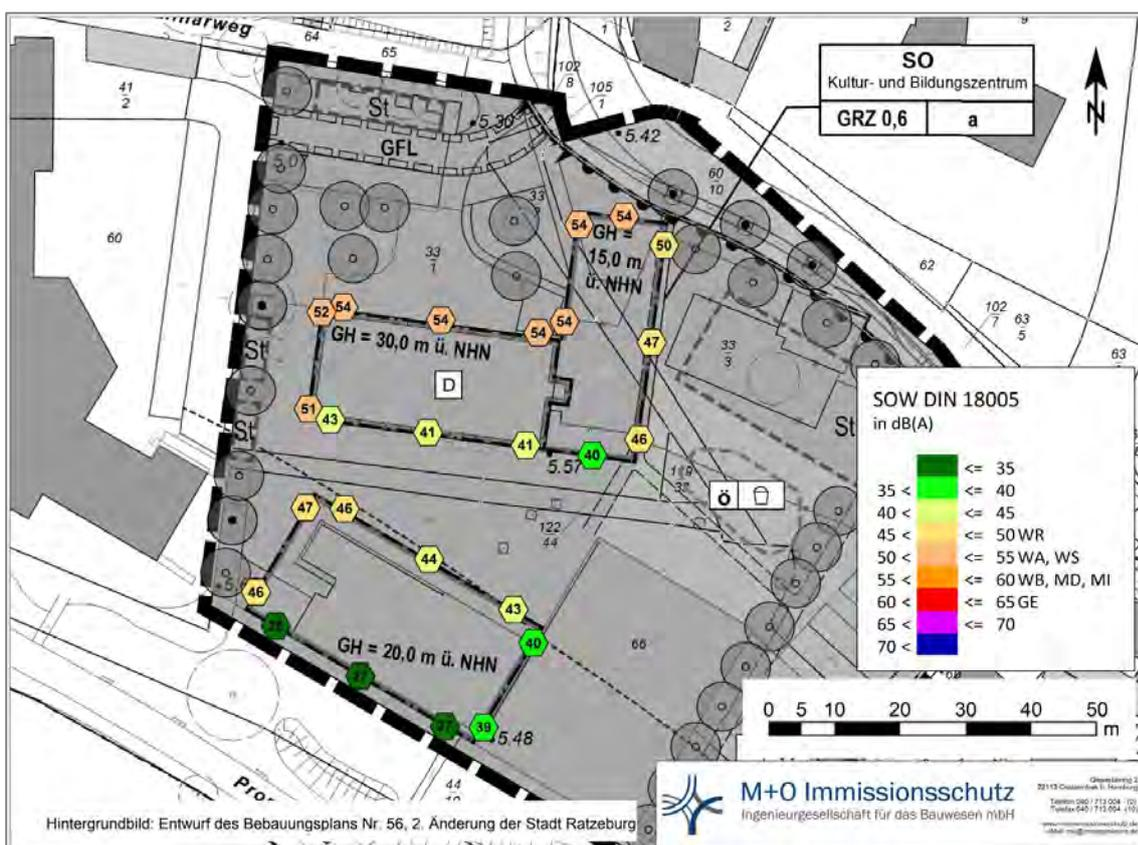 64
65
41
2
102
8
105
1
St
5.30
GFL
5.42
SO
Kultur- und Bildungszentrum
GRZ 0,6
a
N
5.0
60
10
60
33
1
54
54
50
GH =
15,0 m
ü. NHN
62
102
7
63
5
63
52
54
54
54
54
GH = 30,0 m ü. NHN
47
33
3
St
D
51
43
41
41
40
46
5.57
St
St
119
ö
SOW DIN 18005
in dB(A)
<= 35
35 < <= 40
40 < <= 45
45 < <= 50 WR
50 < <= 55 WA, WS
55 < <= 60 WB, MD, MI
60 < <= 65 GE
65 < <= 70
70 <
47
46
122
44
44
46
43
40
66
GH = 20,0 m ü. NHN
39
5.48
0 5 10 20 30 40 50
m
44
M+O Immissionsschutz
Ingenieurgesellschaft für das Bauwesen mbH
Hintergrundbild: Entwurf des Bebauungsplans Nr. 56, 2. Änderung der Stadt Ratzeburg